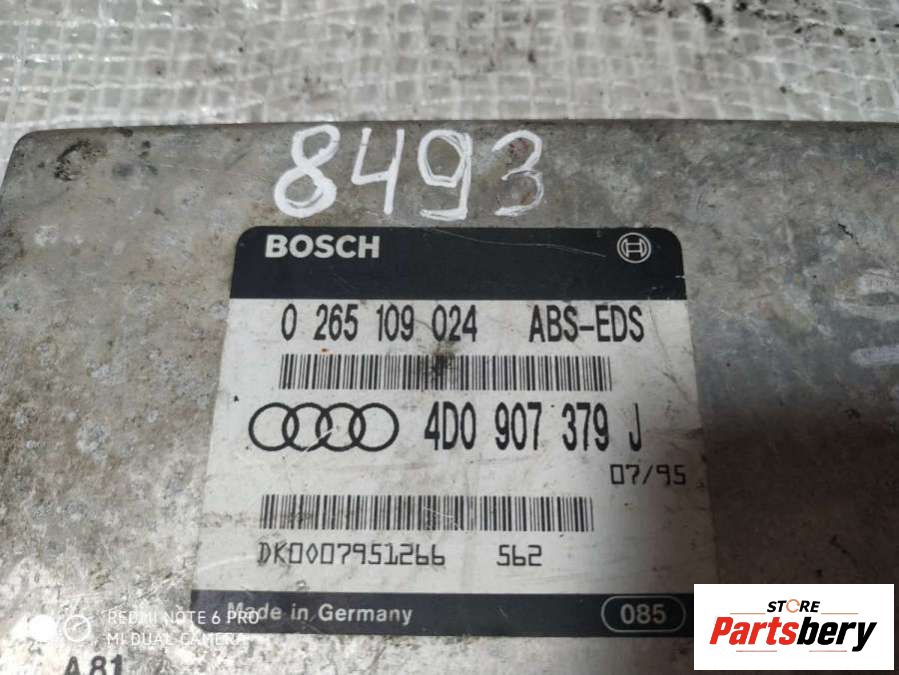 8493
BOSCH
0 265 109 024 ABS-EDS
4D0 907 379 J
07/95
DK0007951266 562
Made in Germany 085
REDMI NOTE 6 PRO
MI DUAL CAMERA
A81
STORE
Partsbery